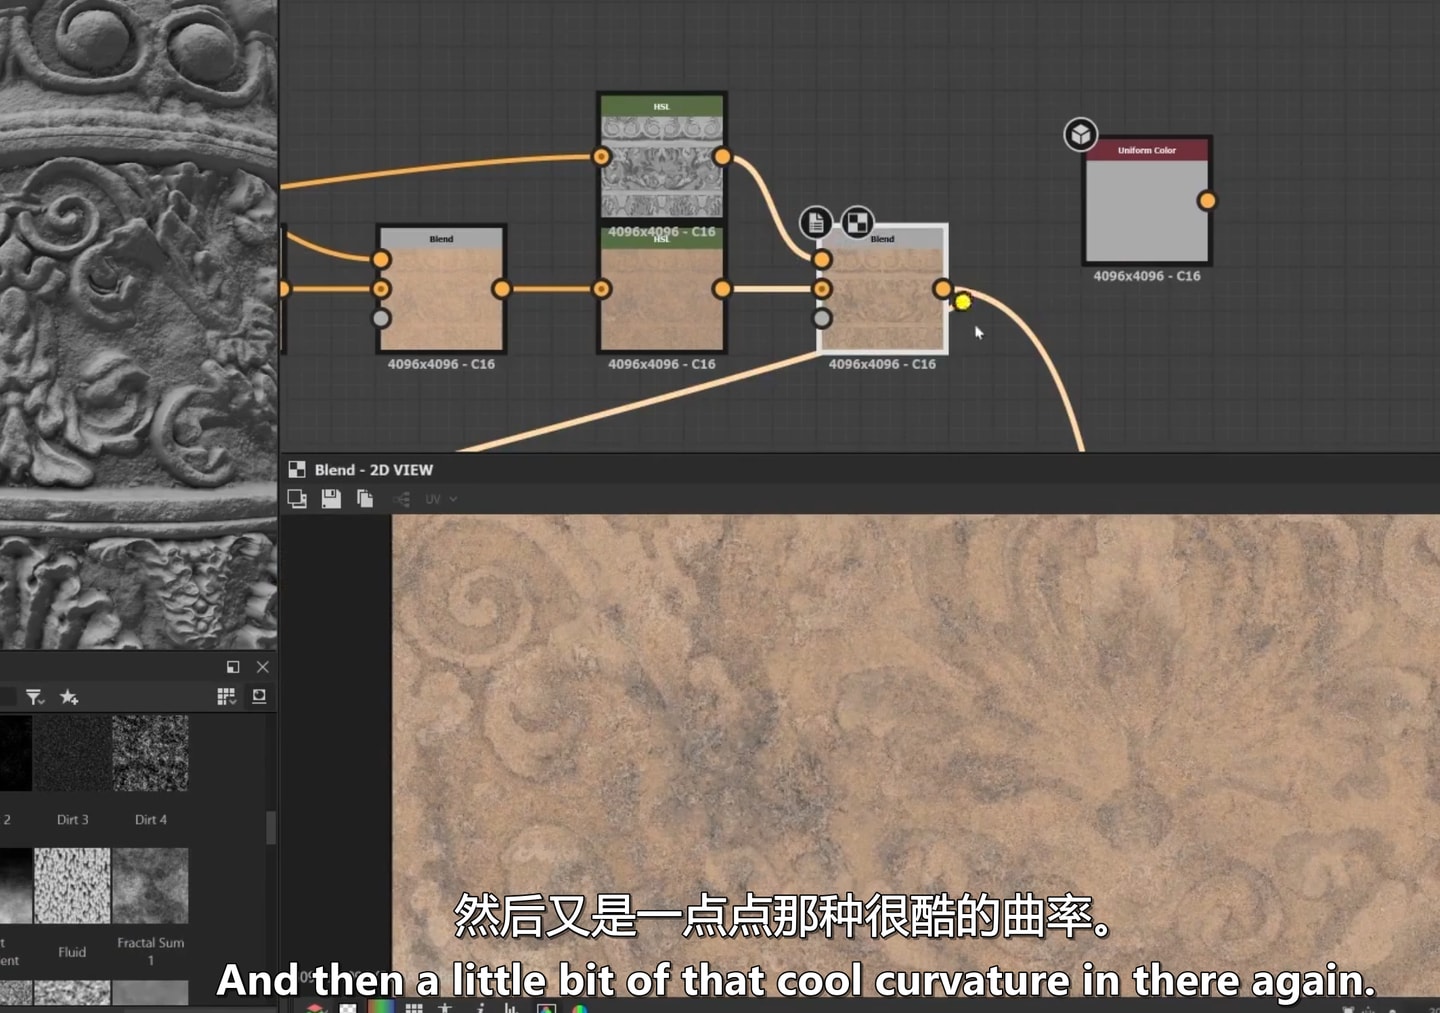 HSL
4096x4096 - C16
Uniform Color
4096x4096 - C16
Blend
4096x4096 - C16
HSL
4096x4096 - C16
Blend
4096x4096 - C16
Blend - 2D VIEW
UV
2
Dirt 3
Dirt 4
Fluid
Fractal Sum
1
然后又是一点点那种很酷的曲率。
And then a little bit of that cool curvature in there again.